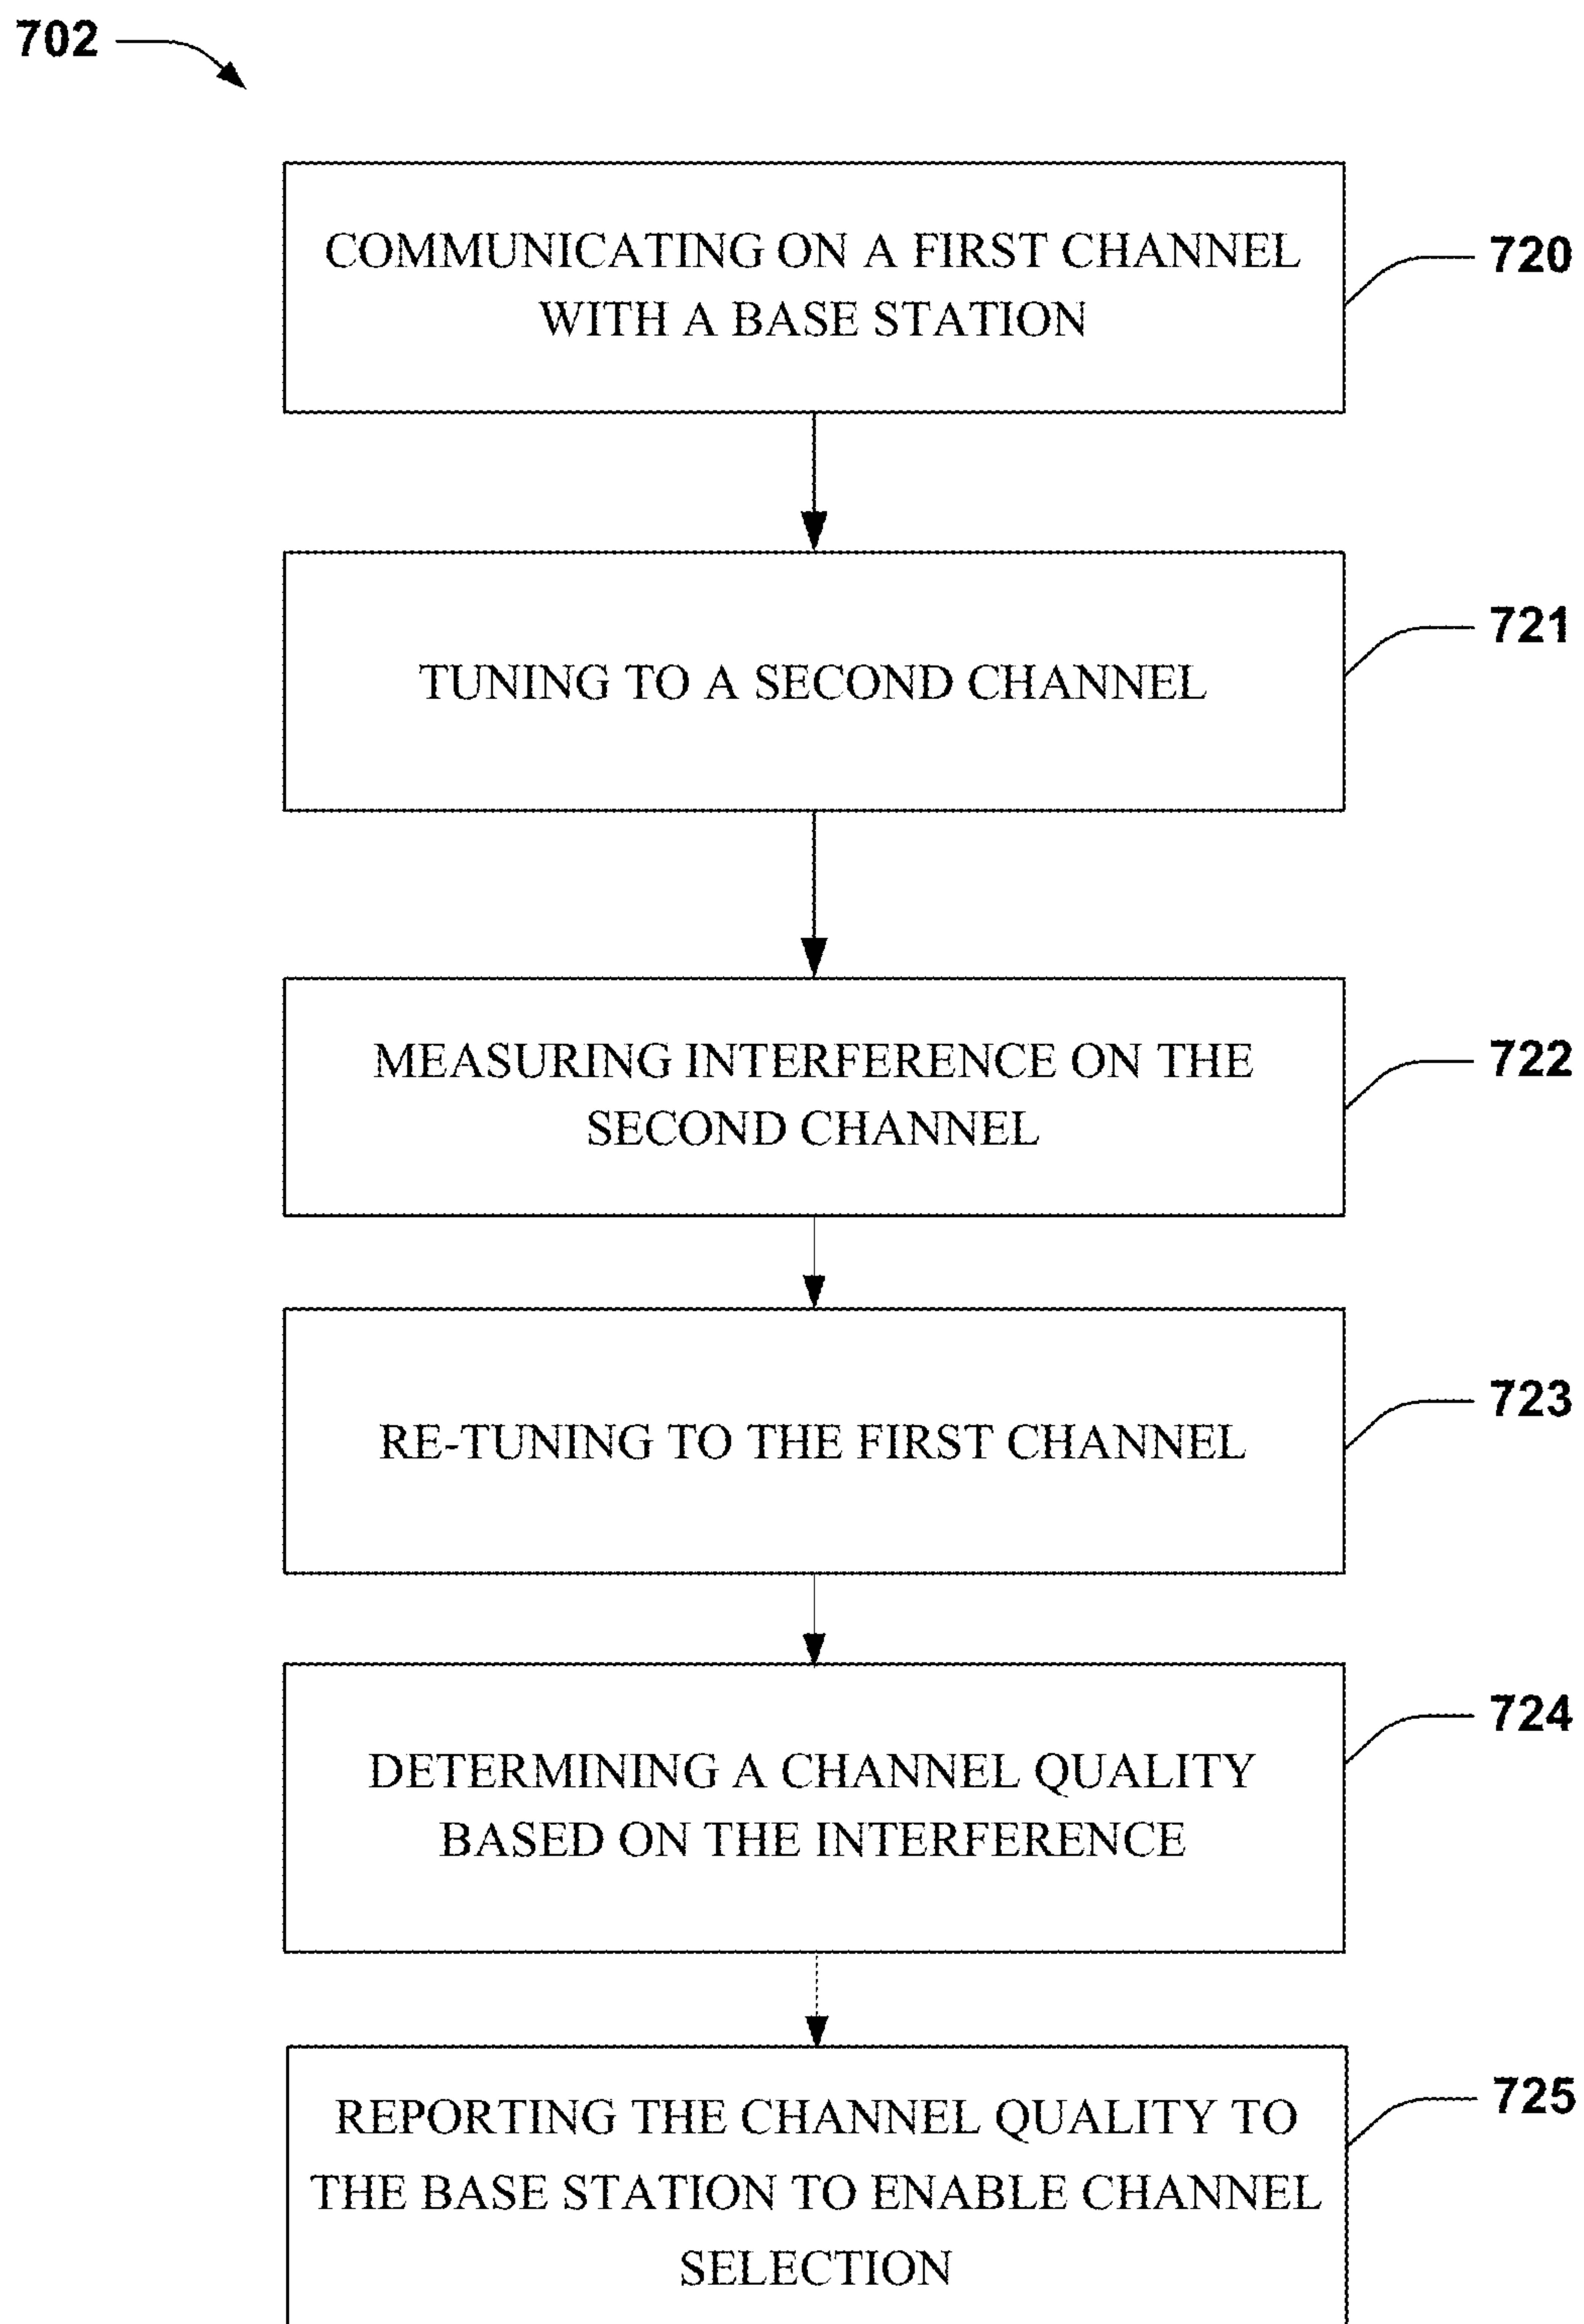 702
COMMUNICATING ON A FIRST CHANNEL
WITH A BASE STATION
720
TUNING TO A SECOND CHANNEL
721
MEASURING INTERFERENCE ON THE
SECOND CHANNEL
722
RE-TUNING TO THE FIRST CHANNEL
723
DETERMINING A CHANNEL QUALITY
BASED ON THE INTERFERENCE
724
REPORTING THE CHANNEL QUALITY TO
THE BASE STATION TO ENABLE CHANNEL
SELECTION
725